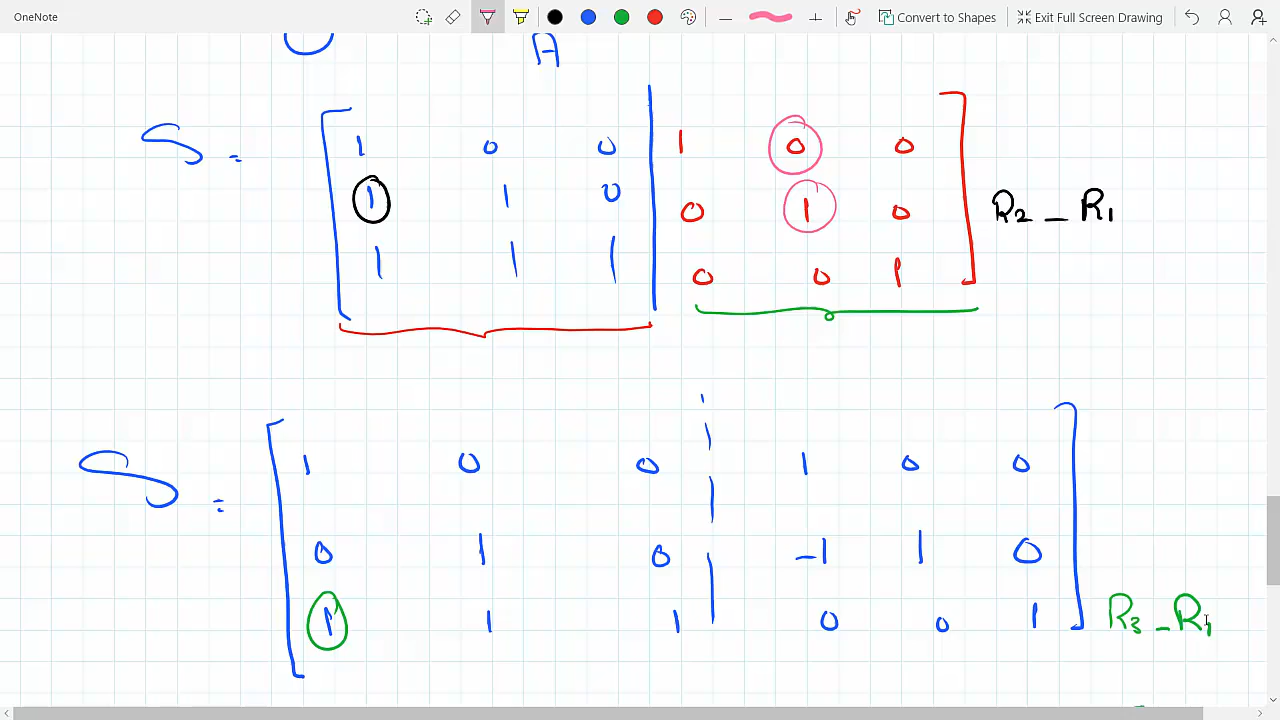 OneNote
Convert to Shapes Exit Full Screen Drawing
A
S = 1 0 0 1 0 0
1 1 0 0 1 0 R2 - R1
1 1 1 0 0 1
S = 1 0 0 1 0 0
0 1 0 -1 1 0
1 1 1 0 0 1 R3 - R1